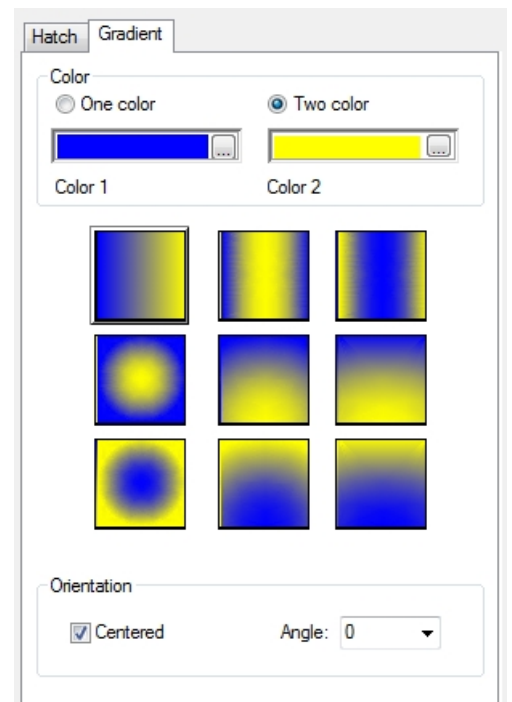 Hatch Gradient
Color
One color Two color
... ...
Color 1 Color 2
Orientation
Centered Angle: 0